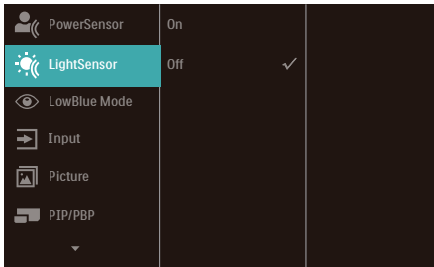 PowerSensor
On
LightSensor
Off
LowBlue Mode
Input
Picture
PIP/PBP